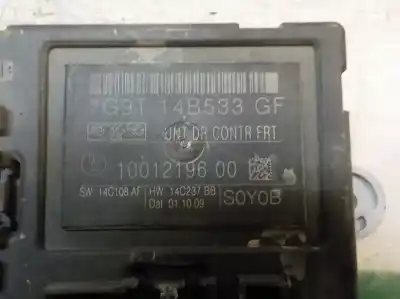 7G9T 14B533 GF
UNT DR CONTR FRT
10012196 00
SW: 14C108 AF HW: 14C237 BB
Dat 01.10.09
SOYOB